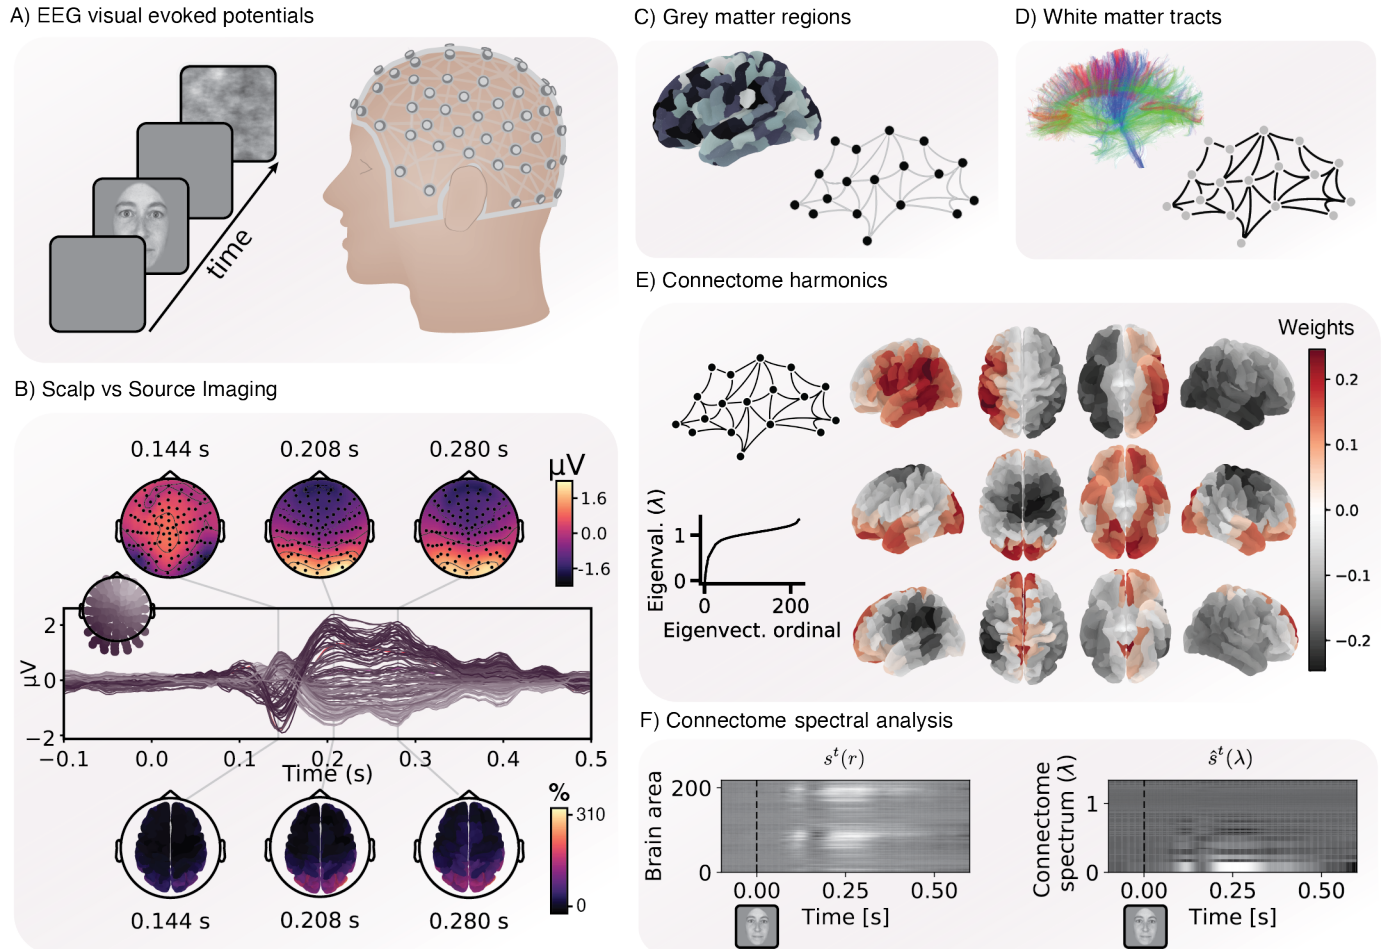 A) EEG visual evoked potentials
time
B) Scalp vs Source Imaging
0.144 s 0.208 s 0.280 s
μV
1.6
0.0
-1.6
μV
2
0
−2
−0.1 0.0 0.1 0.2 0.3 0.4 0.5
Time (s)
%
310
0
0.144 s 0.208 s 0.280 s
C) Grey matter regions
D) White matter tracts
E) Connectome harmonics
Weights
0.2
0.1
0.0
−0.1
−0.2
Eigenval. (λ)
1
0
0 200
Eigenvect. ordinal
F) Connectome spectral analysis
sᵗ(r)
Brain area
200
0
0.00 0.25 0.50
Time [s]
ŝᵗ(λ)
Connectome
spectrum (λ)
1
0
0.00 0.25 0.50
Time [s]